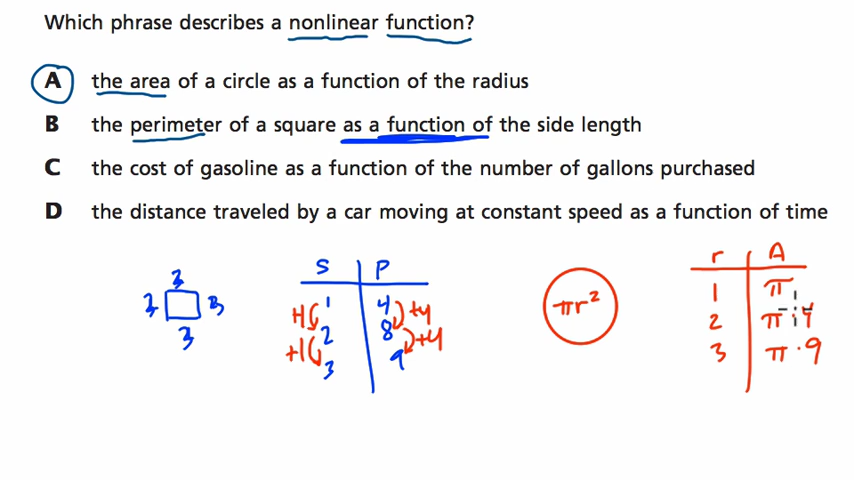 Which phrase describes a nonlinear function?
A the area of a circle as a function of the radius
B the perimeter of a square as a function of the side length
C the cost of gasoline as a function of the number of gallons purchased
D the distance traveled by a car moving at constant speed as a function of time
3
3 3
3
S P
1 4
+1 +4
2 8
+1 +4
3 9
πr²
r A
1 π
2 π · 4
3 π · 9